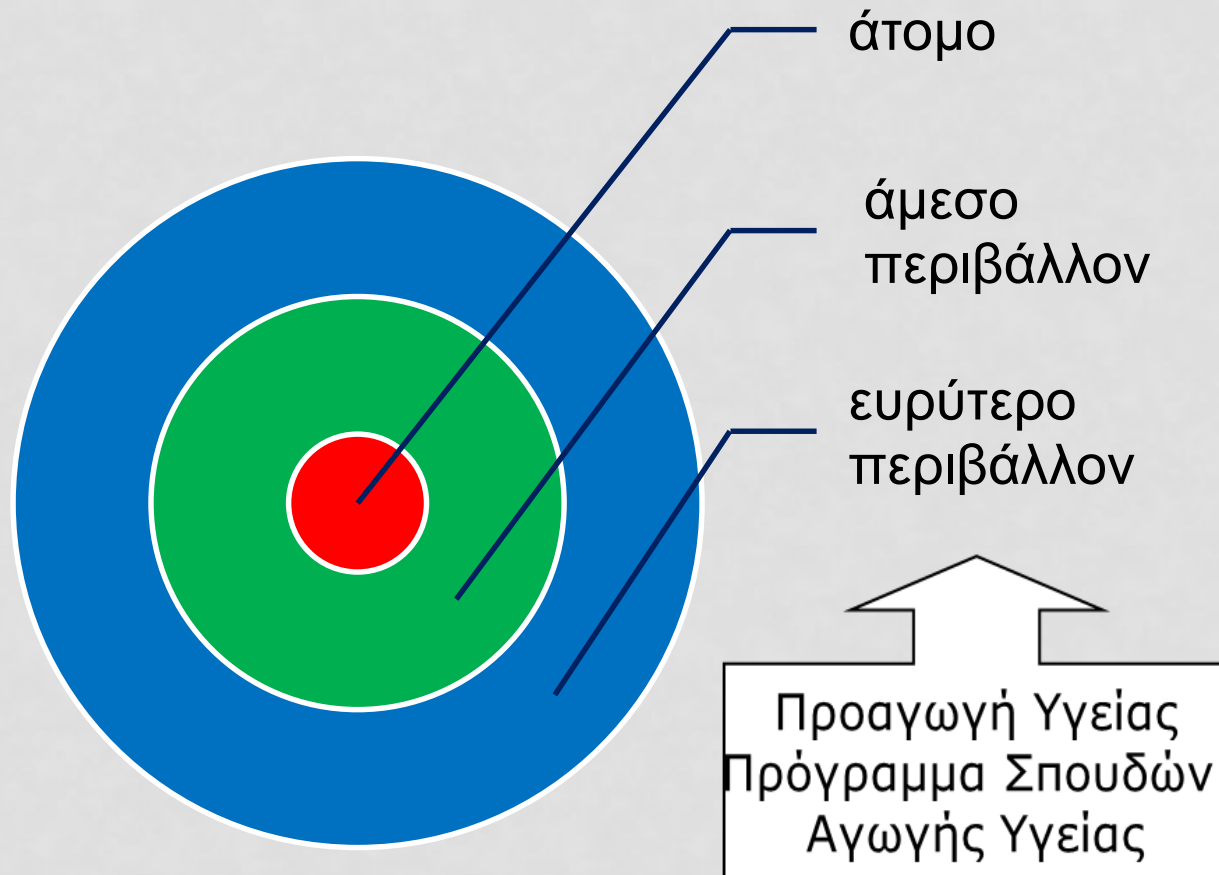 άτομο
άμεσο
περιβάλλον
ευρύτερο
περιβάλλον
Προαγωγή Υγείας
Πρόγραμμα Σπουδών
Αγωγής Υγείας